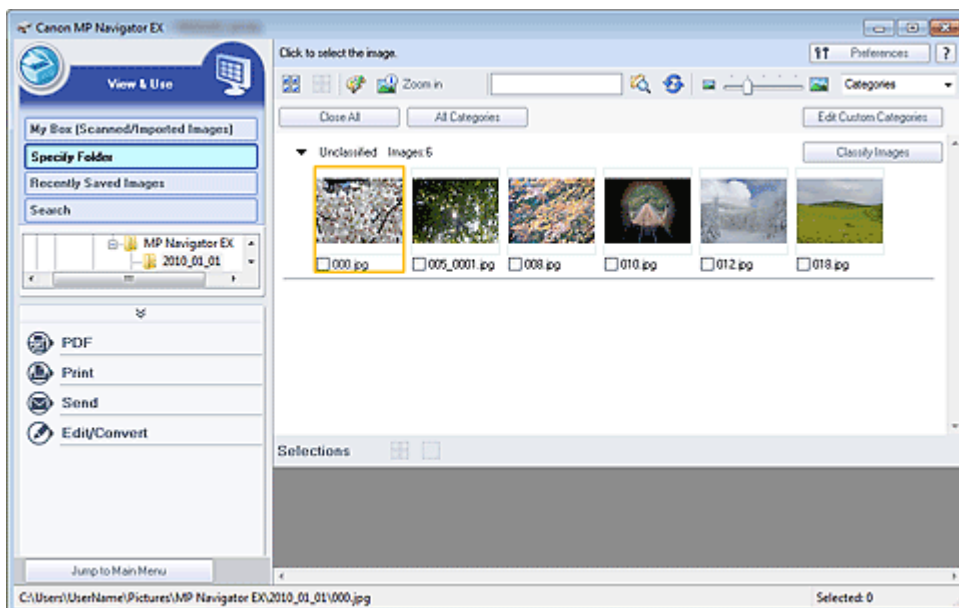 Canon MP Navigator EX
Click to select the image.
Preferences
?
View & Use
Zoom in
Categories
Close All
All Categories
Edit Custom Categories
My Box (Scanned/Imported Images)
Specify Folder
Recently Saved Images
Search
Unclassified Images:6
Classify Images
MP Navigator EX
2010_01_01
000.jpg
005_0001.jpg
008.jpg
010.jpg
012.jpg
018.jpg
PDF
Print
Send
Edit/Convert
Selections
Jump to Main Menu
C:\Users\UserName\Pictures\MP Navigator EX\2010_01_01\000.jpg
Selected: 0